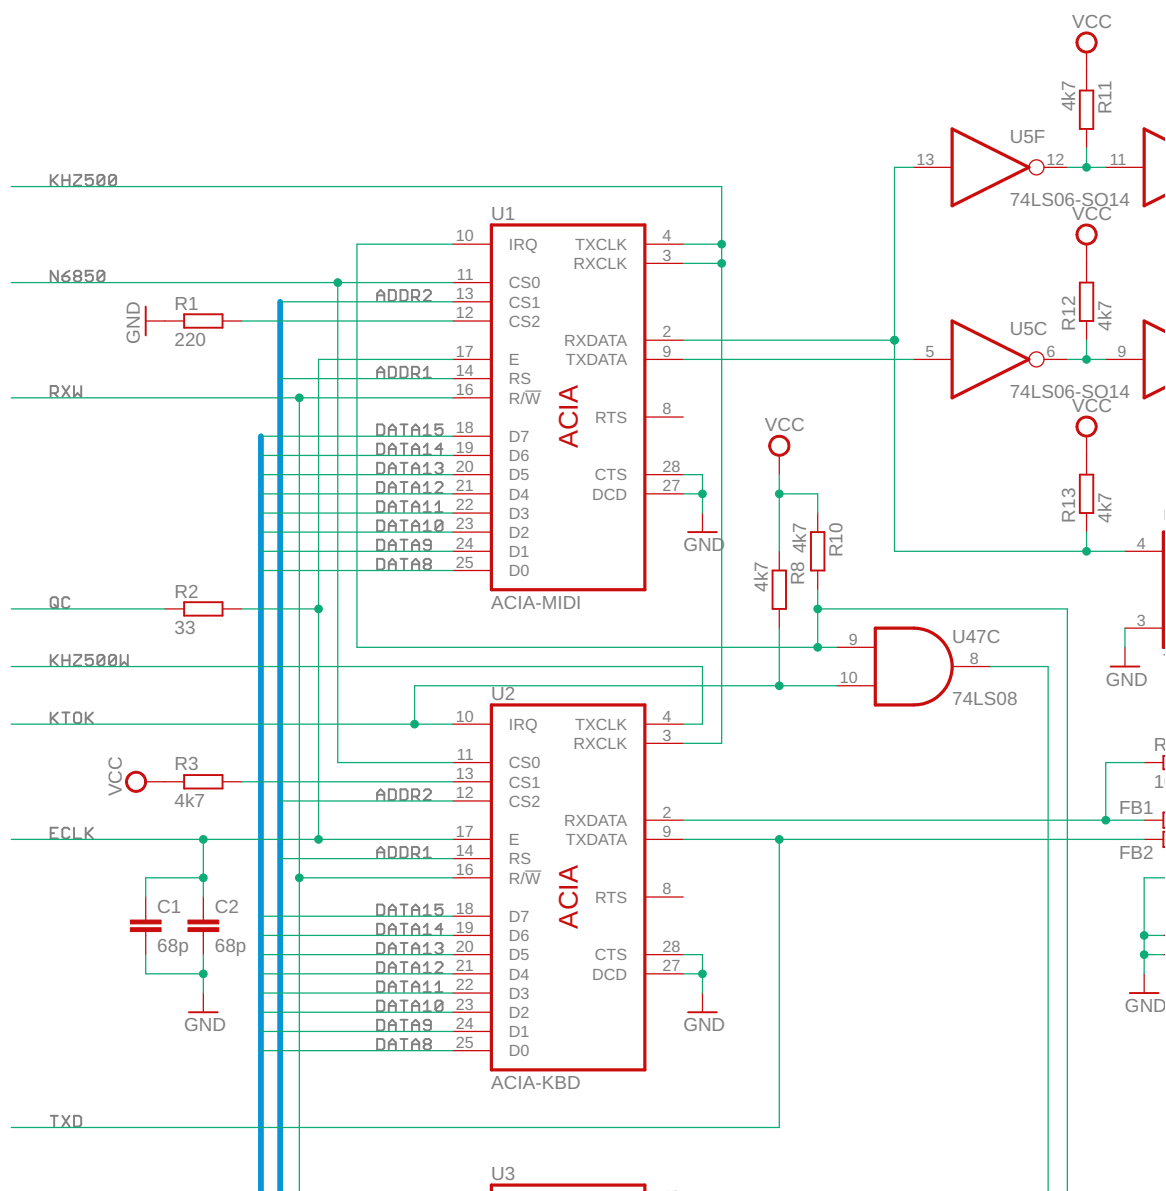 VCC
4k7
R11
U5F
13
12
11
74LS06-SO14
KHZ500
VCC
U1
10
IRQ
TXCLK
4
RXCLK
3
N6850
11
CS0
ADDR2
13
CS1
GND
R1
220
12
CS2
R12
4k7
U5C
RXDATA
2
17
E
TXDATA
9
5
6
9
ADDR1
14
RS
RXW
16
R/W
74LS06-SO14
VCC
ACIA
RTS
8
VCC
DATA15
18
D7
DATA14
19
D6
DATA13
20
D5
CTS
28
DATA12
21
D4
DCD
27
DATA11
22
D3
DATA10
23
D2
DATA9
24
D1
DATA8
25
D0
GND
R13
4k7
4k7
R10
4
4k7
R8
R2
QC
33
ACIA-MIDI
3
9
U47C
KHZ500W
8
GND
10
74LS08
U2
KTOK
10
IRQ
TXCLK
4
RXCLK
3
VCC
R3
4k7
11
CS0
13
CS1
ADDR2
12
CS2
R
10
FB1
RXDATA
2
ECLK
17
E
TXDATA
9
FB2
ADDR1
14
RS
16
R/W
ACIA
RTS
8
C1
68p
C2
68p
DATA15
18
D7
DATA14
19
D6
DATA13
20
D5
CTS
28
DATA12
21
D4
DCD
27
DATA11
22
D3
DATA10
23
D2
DATA9
24
D1
DATA8
25
D0
GND
GND
GND
ACIA-KBD
TXD
U3